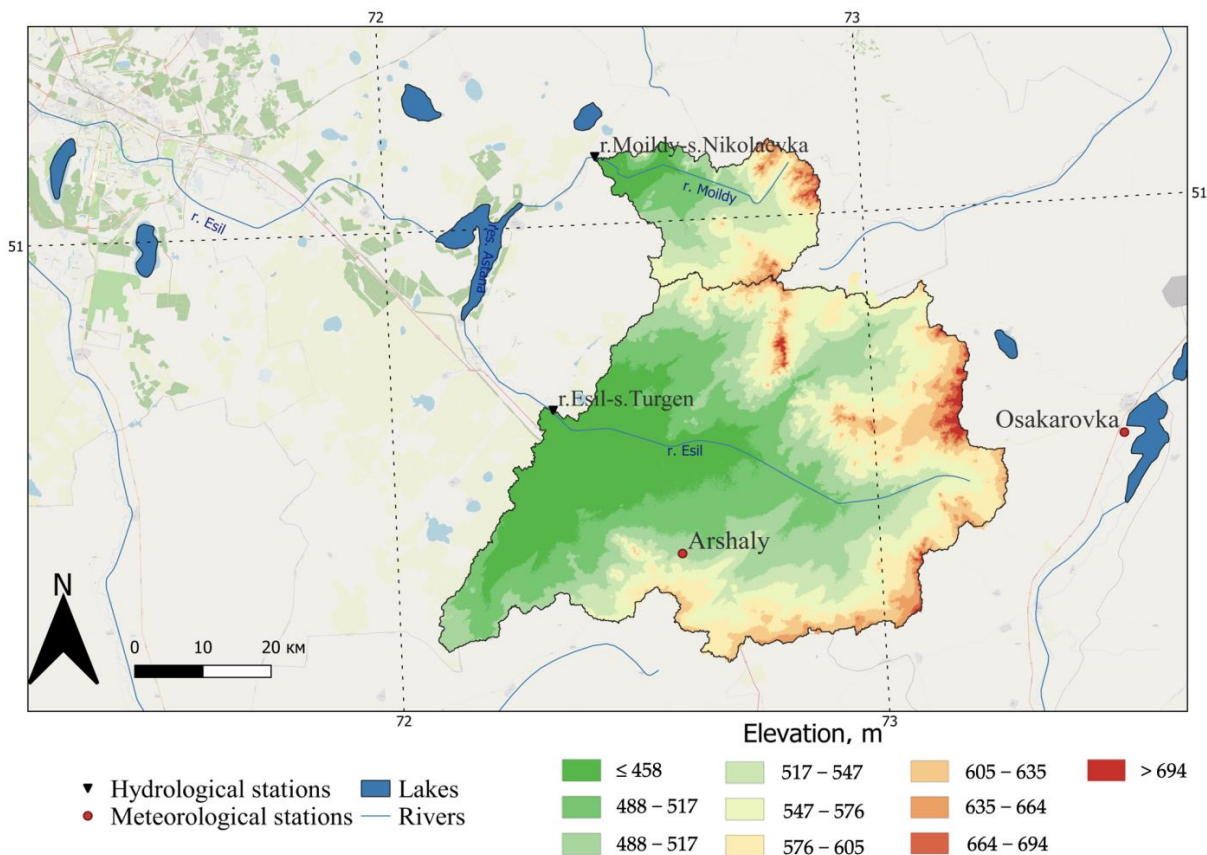 72 73
r.Moildy-s.Nikolaevka
r. Moildy
51
r. Esil
51
res. Astana
r.Esil-s.Turgen
Osakarovka
r. Esil
Arshaly
N
0 10 20 км
72 73
Elevation, m
≤ 458 517 – 547 605 – 635 > 694
Hydrological stations Lakes
488 – 517 547 – 576 635 – 664
Meteorological stations Rivers
488 – 517 576 – 605 664 – 694